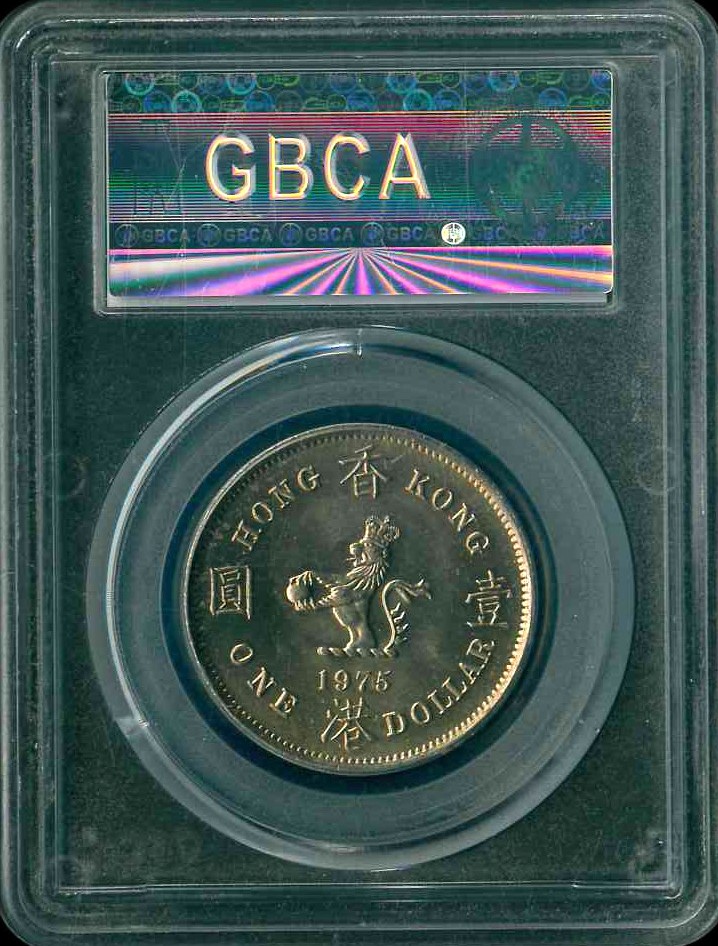 GBCA
GBCA GBCA GBCA GBCA
HONG 香 KONG
圓 壹
1975
ONE 港 DOLLAR